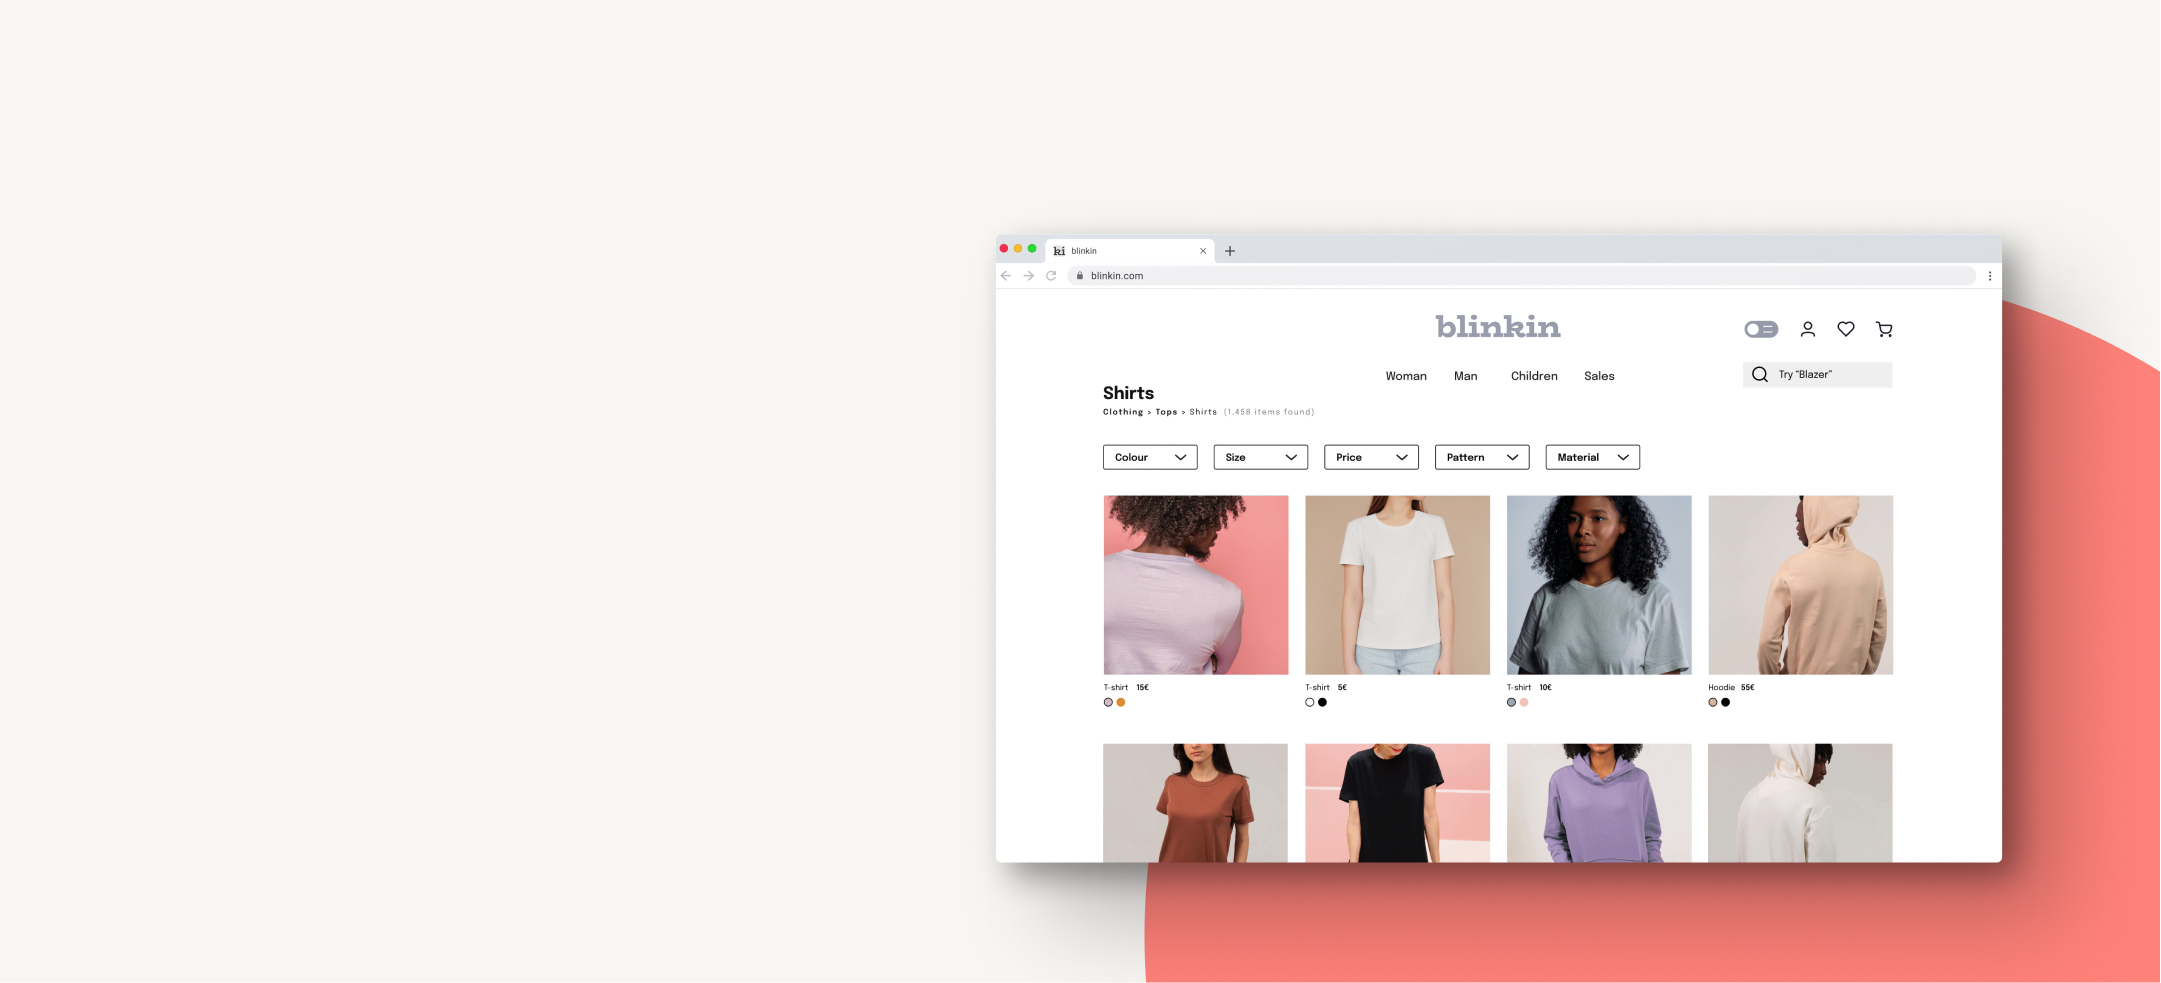 ki blinkin
blinkin.com
blinkin
Woman Man Children Sales
Try “Blazer”
Shirts
Clothing > Tops > Shirts (1,458 items found)
Colour Size Price Pattern Material
T-shirt 15€ T-shirt 5€ T-shirt 10€ Hoodie 55€